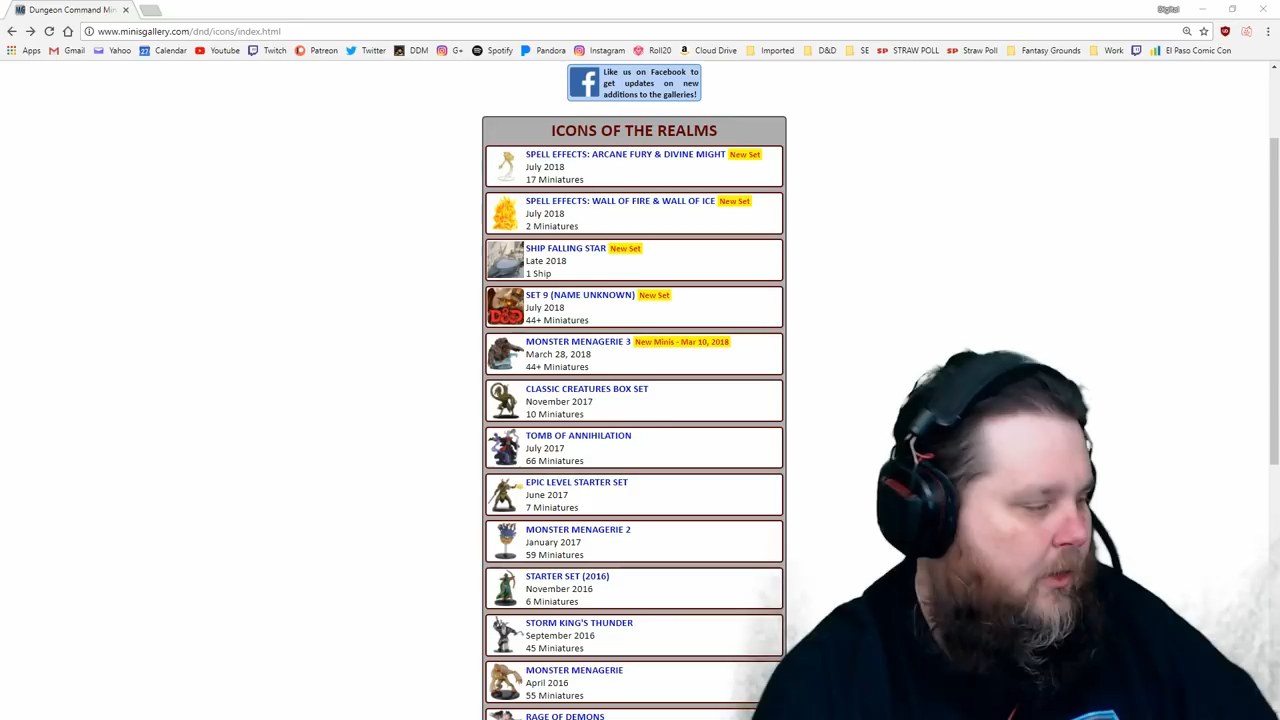 Dungeon Command Min
Digital
www.minisgallery.com/dnd/icons/index.html
Apps Gmail Yahoo Calendar Youtube Twitch Patreon Twitter DDM G+ Spotify Pandora Instagram Roll20 Cloud Drive Imported D&D SE STRAW POLL Straw Poll Fantasy Grounds Work El Paso Comic Con
Like us on Facebook to
get updates on new
additions to the galleries!
ICONS OF THE REALMS
SPELL EFFECTS: ARCANE FURY & DIVINE MIGHT New Set
July 2018
17 Miniatures
SPELL EFFECTS: WALL OF FIRE & WALL OF ICE New Set
July 2018
2 Miniatures
SHIP FALLING STAR New Set
Late 2018
1 Ship
D&D
SET 9 (NAME UNKNOWN) New Set
July 2018
44+ Miniatures
MONSTER MENAGERIE 3 New Minis - Mar 10, 2018
March 28, 2018
44+ Miniatures
CLASSIC CREATURES BOX SET
November 2017
10 Miniatures
TOMB OF ANNIHILATION
July 2017
66 Miniatures
EPIC LEVEL STARTER SET
June 2017
7 Miniatures
MONSTER MENAGERIE 2
January 2017
59 Miniatures
STARTER SET (2016)
November 2016
6 Miniatures
STORM KING'S THUNDER
September 2016
45 Miniatures
MONSTER MENAGERIE
April 2016
55 Miniatures
RAGE OF DEMONS